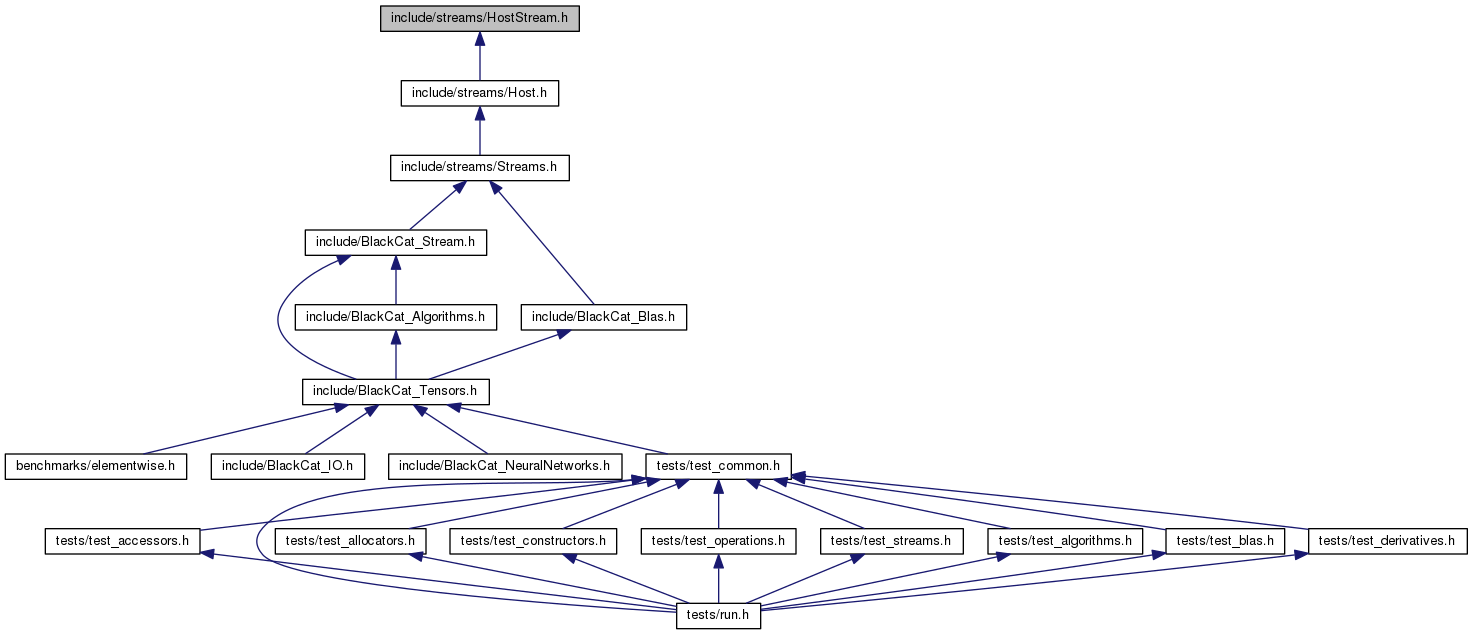 include/streams/HostStream.h
include/streams/Host.h
include/streams/Streams.h
include/BlackCat_Stream.h
include/BlackCat_Algorithms.h
include/BlackCat_Blas.h
include/BlackCat_Tensors.h
benchmarks/elementwise.h
include/BlackCat_IO.h
include/BlackCat_NeuralNetworks.h
tests/test_common.h
tests/test_accessors.h
tests/test_allocators.h
tests/test_constructors.h
tests/test_operations.h
tests/test_streams.h
tests/test_algorithms.h
tests/test_blas.h
tests/test_derivatives.h
tests/run.h